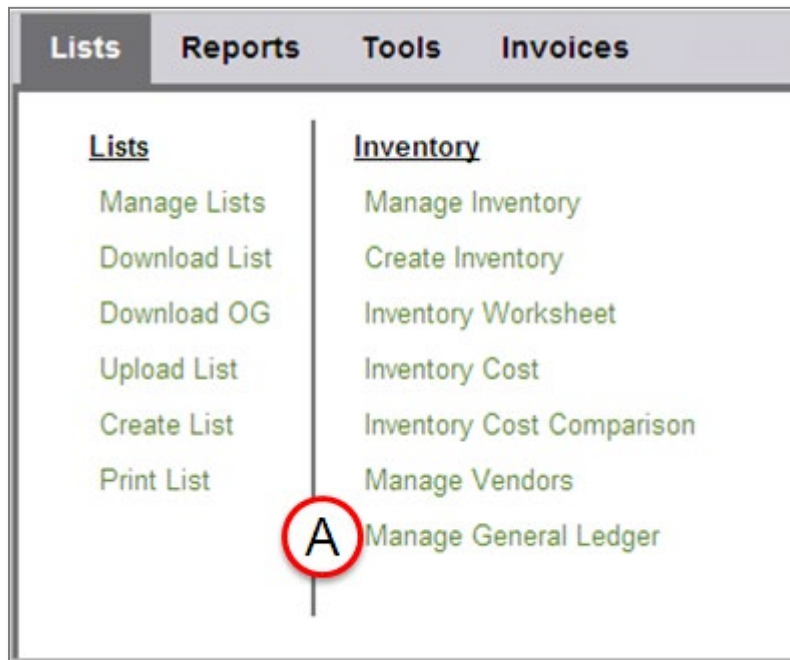 Lists Reports Tools Invoices
Lists
Manage Lists
Download List
Download OG
Upload List
Create List
Print List
Inventory
Manage Inventory
Create Inventory
Inventory Worksheet
Inventory Cost
Inventory Cost Comparison
Manage Vendors
A Manage General Ledger